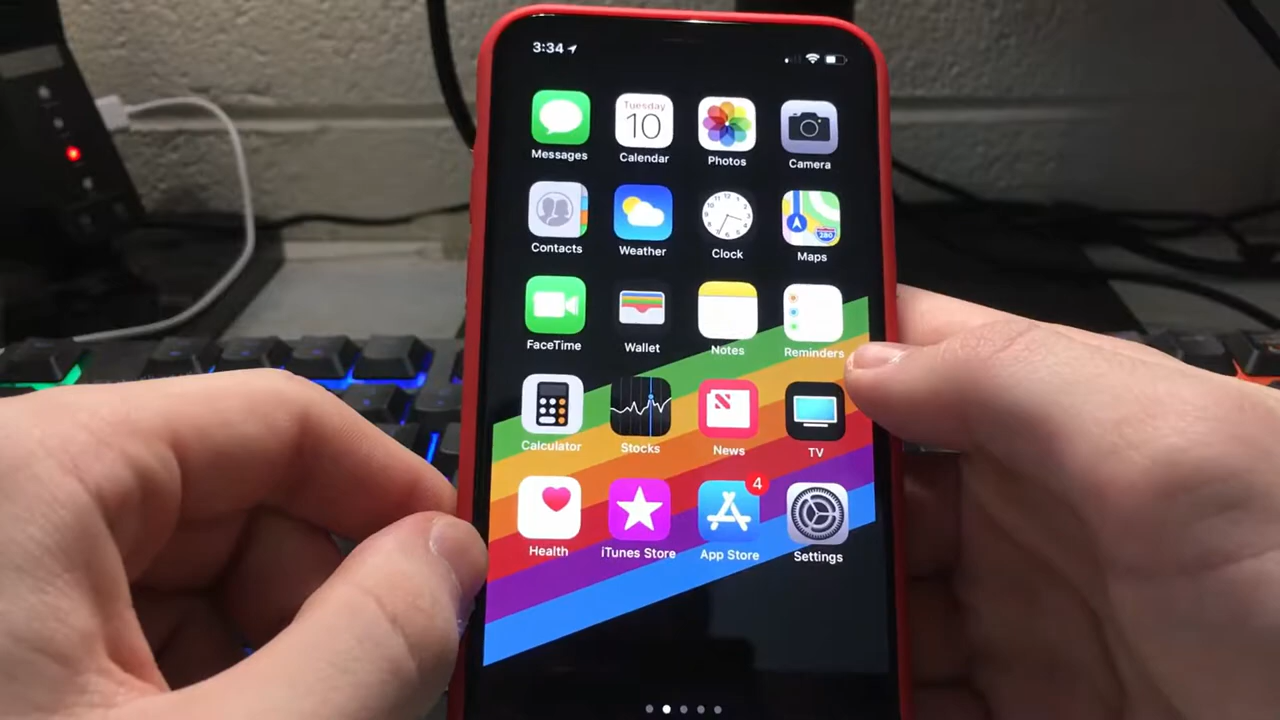 3:34
Tuesday
10
Messages
Calendar
Photos
Camera
Contacts
Weather
Clock
Maps
280
FaceTime
Wallet
Notes
Reminders
Calculator
Stocks
News
TV
4
Health
iTunes Store
App Store
Settings